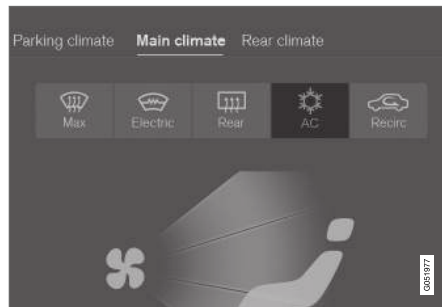 Parking climate Main climate Rear climate
Max Electric Rear AC Recirc
G051977